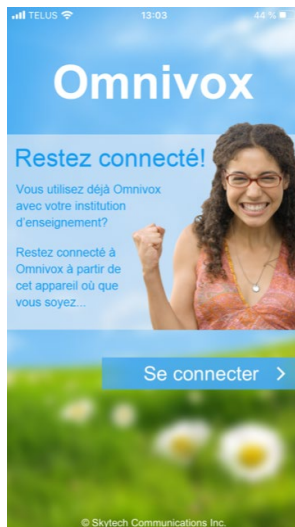 TELUS 13:03 44 %
Omnivox
Restez connecté!
Vous utilisez déjà Omnivox
avec votre institution
d'enseignement?
Restez connecté à
Omnivox à partir de
cet appareil où que
vous soyez...
Se connecter
© Skytech Communications Inc.